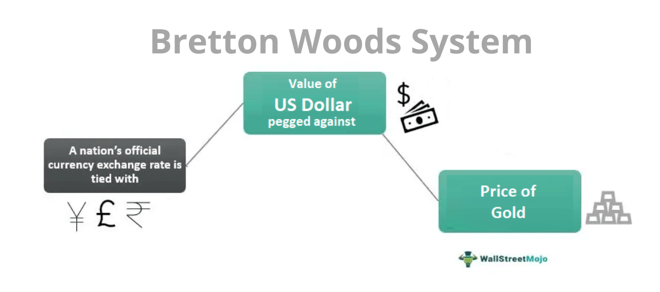 Bretton Woods System
Value of
US Dollar
pegged against
$
A nation's official
currency exchange rate is
tied with
¥ £ ₹
Price of
Gold
WallStreetMojo